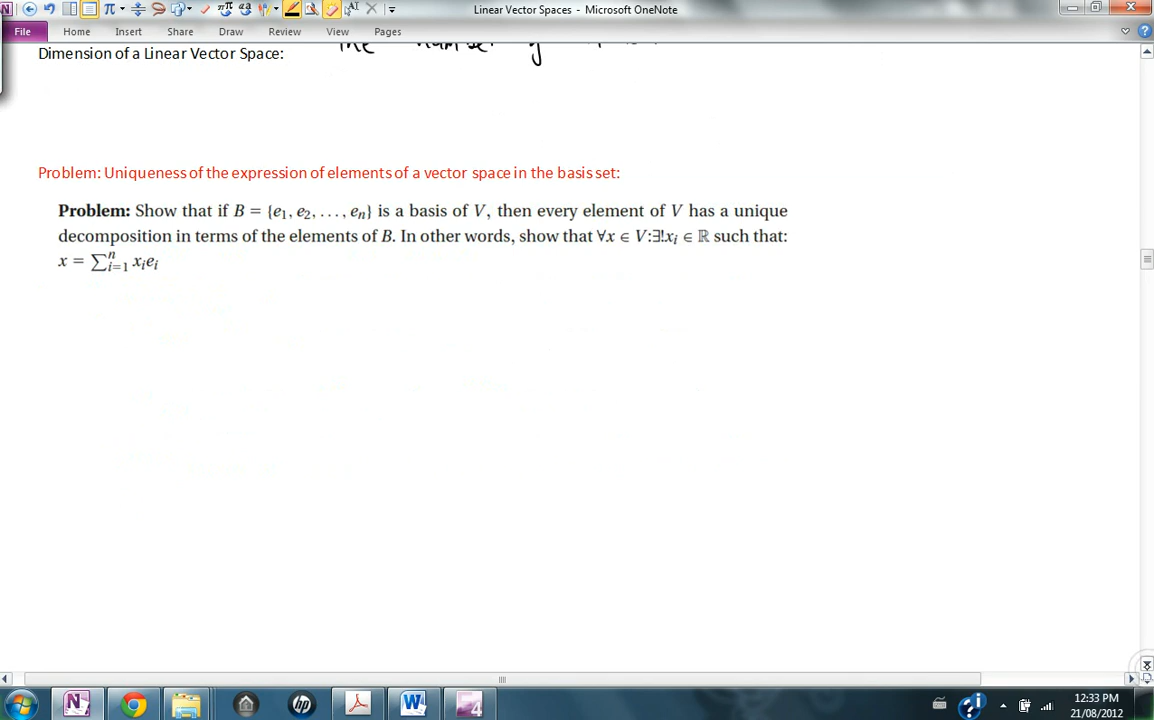 Linear Vector Spaces - Microsoft OneNote
File Home Insert Share Draw Review View Pages
Dimension of a Linear Vector Space: the number of
Problem: Uniqueness of the expression of elements of a vector space in the basis set:
Problem: Show that if B = {e₁, e₂, . . . , eₙ} is a basis of V, then every element of V has a unique
decomposition in terms of the elements of B. In other words, show that ∀x ∈ V:∃!xᵢ ∈ ℝ such that:
x = ∑ⁿᵢ₌₁ xᵢeᵢ
12:33 PM
21/08/2012